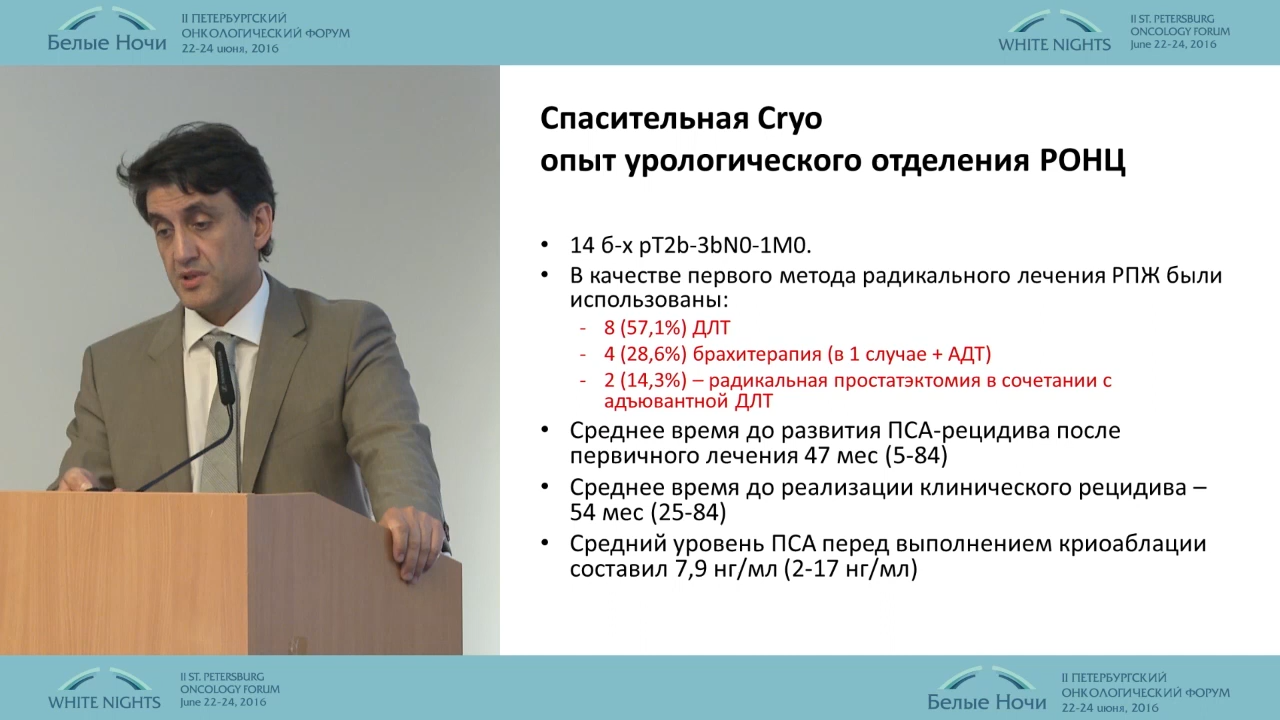 Белые Ночи
II ПЕТЕРБУРГСКИЙ
ОНКОЛОГИЧЕСКИЙ ФОРУМ
22-24 июня, 2016
WHITE NIGHTS
II ST. PETERSBURG
ONCOLOGY FORUM
June 22-24, 2016
Спасительная Cryo
опыт урологического отделения РОНЦ
• 14 б-х pT2b-3bN0-1M0.
• В качестве первого метода радикального лечения РПЖ были
использованы:
- 8 (57,1%) ДЛТ
- 4 (28,6%) брахитерапия (в 1 случае + АДТ)
- 2 (14,3%) – радикальная простатэктомия в сочетании с
адъювантной ДЛТ
• Среднее время до развития ПСА-рецидива после
первичного лечения 47 мес (5-84)
• Среднее время до реализации клинического рецидива –
54 мес (25-84)
• Средний уровень ПСА перед выполнением криоаблации
составил 7,9 нг/мл (2-17 нг/мл)
WHITE NIGHTS
II ST. PETERSBURG
ONCOLOGY FORUM
June 22-24, 2016
Белые Ночи
II ПЕТЕРБУРГСКИЙ
ОНКОЛОГИЧЕСКИЙ ФОРУМ
22-24 июня, 2016